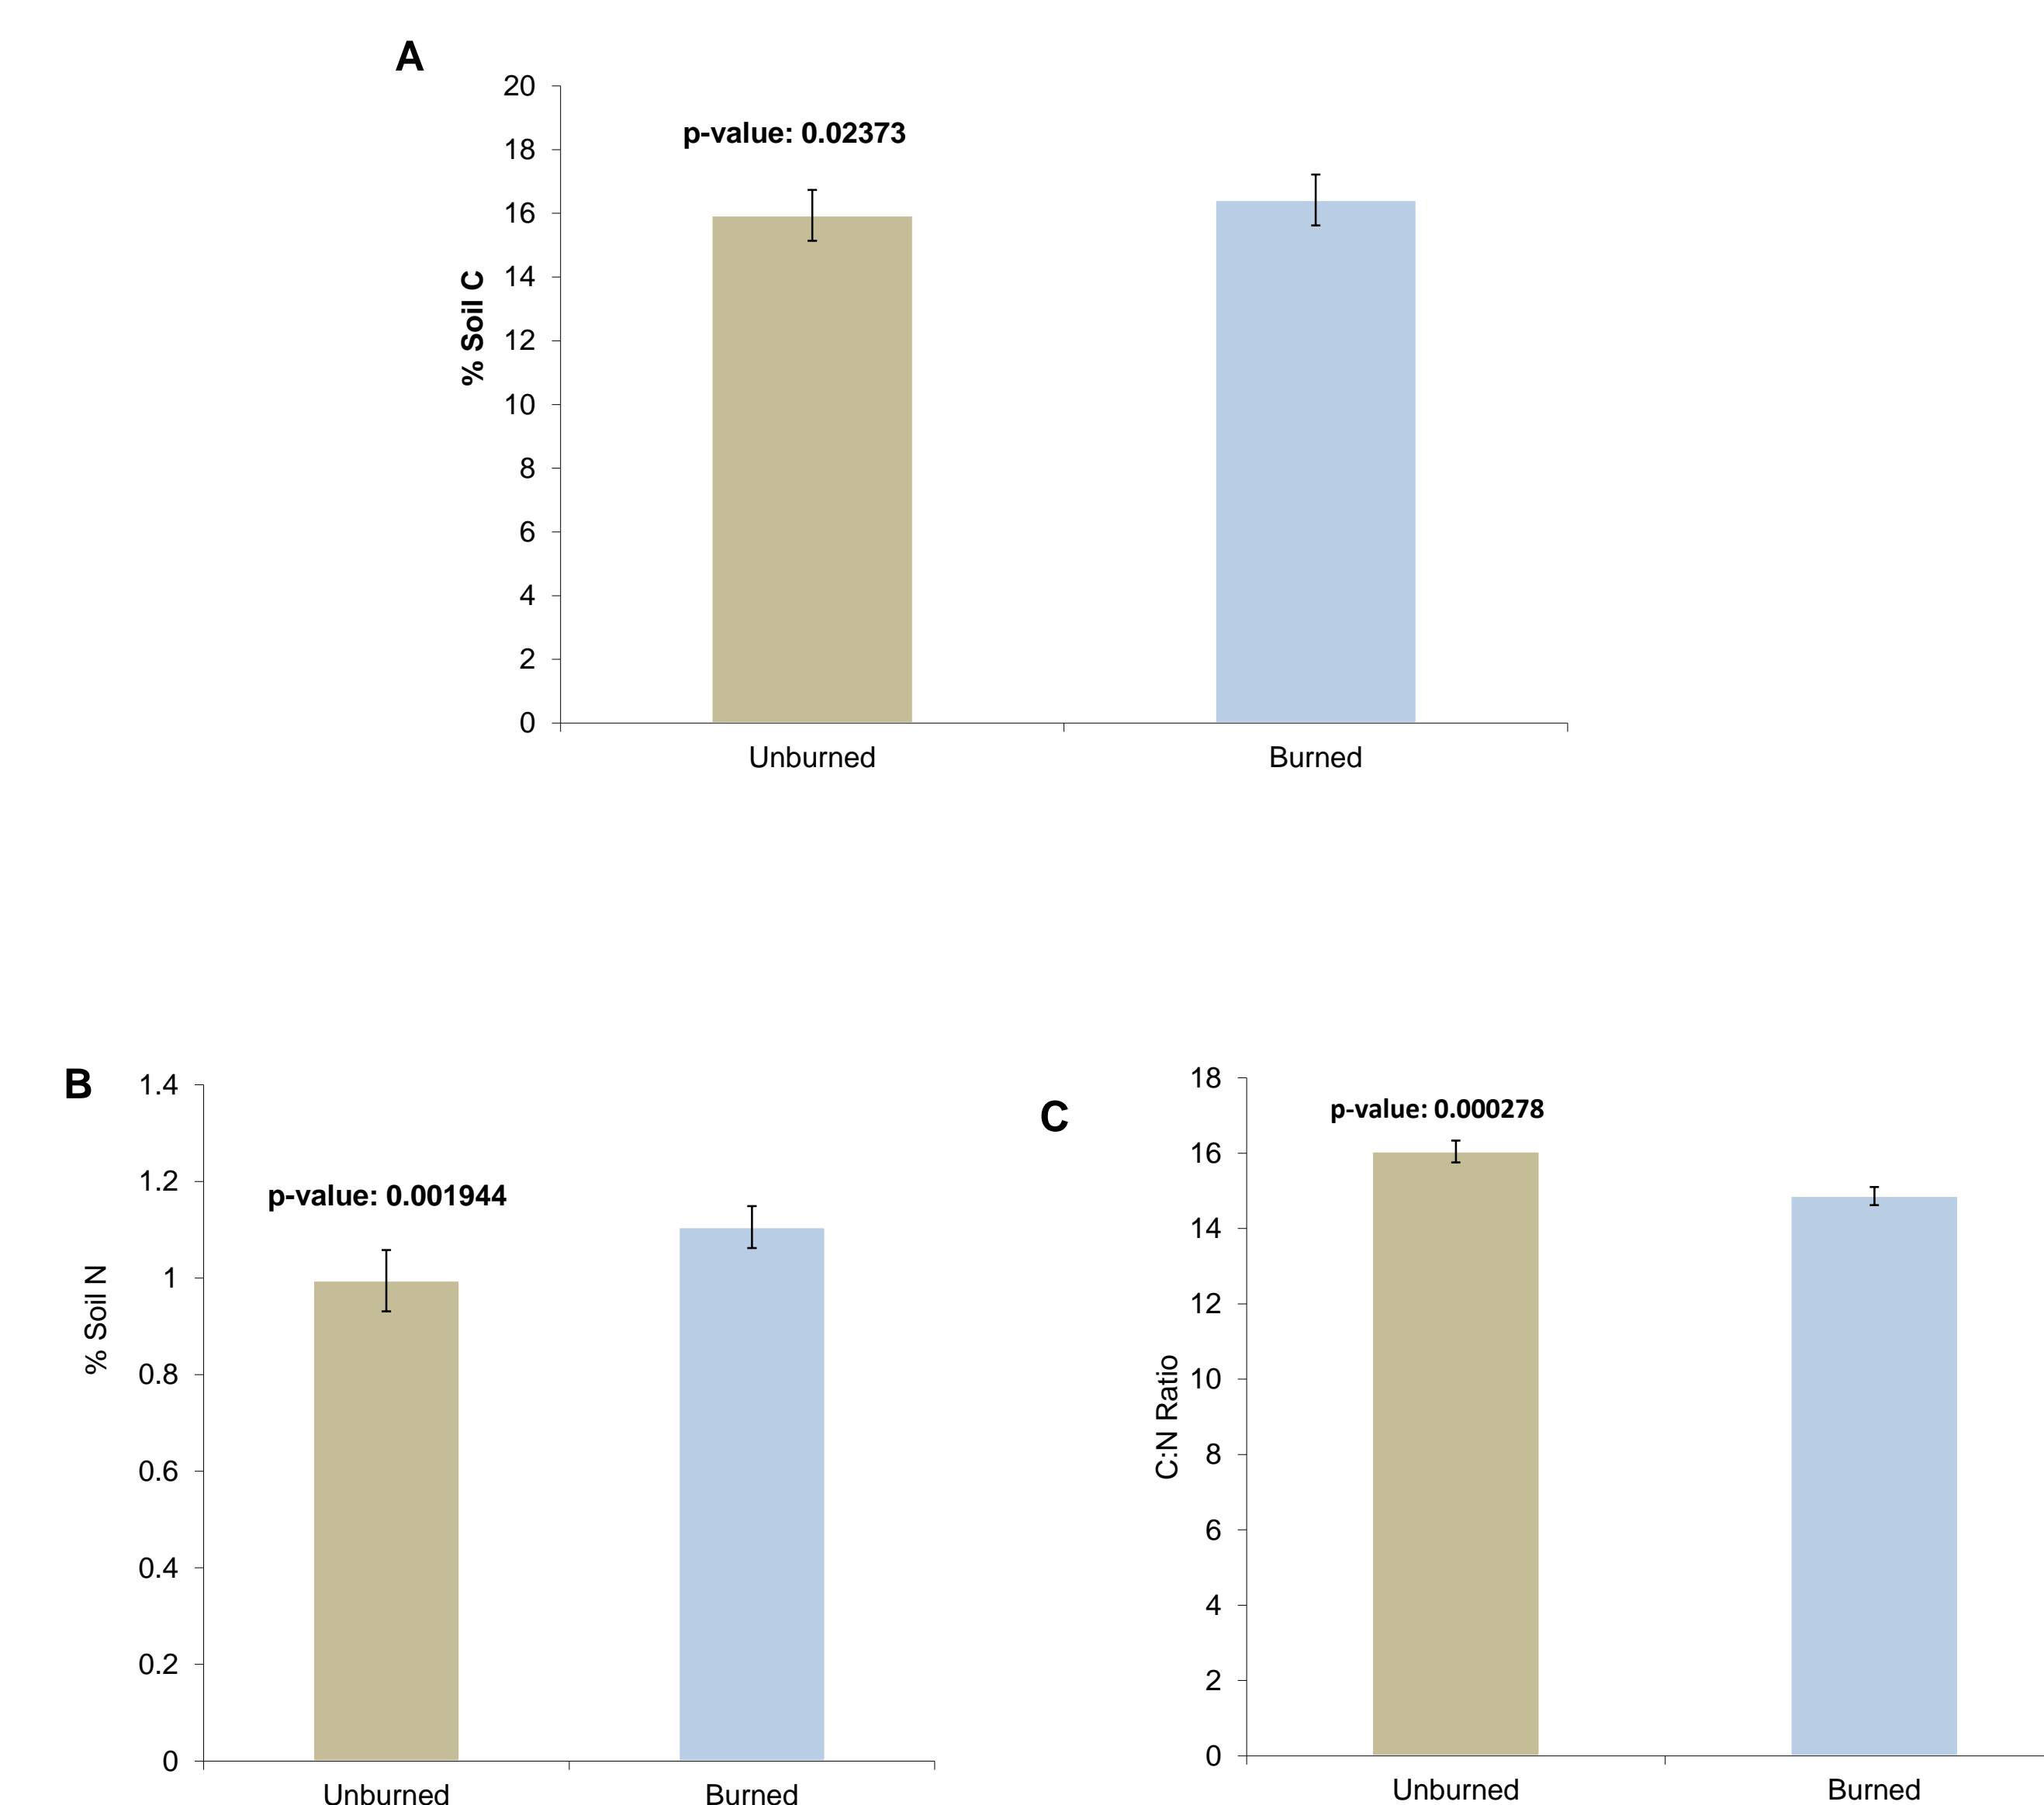 A
20
p-value: 0.02373
18
16
14
% Soil C
12
10
8
6
4
2
0
Unburned Burned
B
1.4
1.2
p-value: 0.001944
1
% Soil N
0.8
0.6
0.4
0.2
0
Unburned Burned
C
18
p-value: 0.000278
16
14
12
10
C:N Ratio
8
6
4
2
0
Unburned Burned